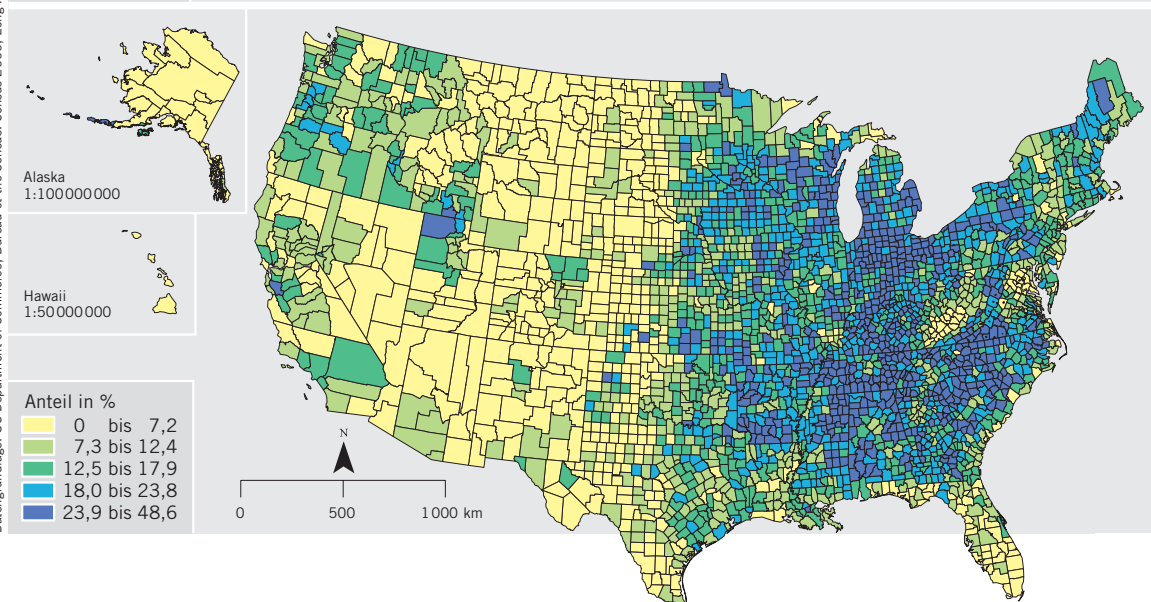 Alaska
1:100000000
Hawaii
1:50000000
Anteil in %
0 bis 7,2
7,3 bis 12,4
12,5 bis 17,9
18,0 bis 23,8
23,9 bis 48,6
N
0 500 1000 km